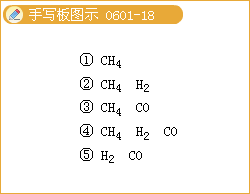 手写板图示 0601-18
① CH₄
② CH₄ H₂
③ CH₄ CO
④ CH₄ H₂ CO
⑤ H₂ CO